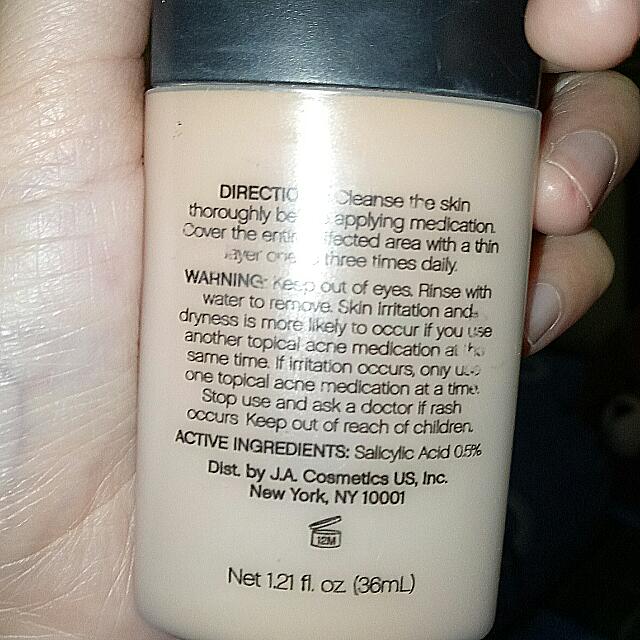 DIRECTIO Cleanse the skin
thoroughly applying medication.
Cover the area with a thin
layer three times daily.
WARNING: Keep out of eyes. Rinse with
water to remove. Skin irritation and
dryness is more likely to occur if you use
another topical acne medication at the
same time. If irritation occurs, only use
one topical acne medication at a time.
Stop use and ask a doctor if rash
occurs Keep out of reach of children.
ACTIVE INGREDIENTS: Salicylic Acid 0.5%
Dist. by J.A. Cosmetics US, Inc.
New York, NY 10001
12M
Net 1.21 fl. oz. (36mL)